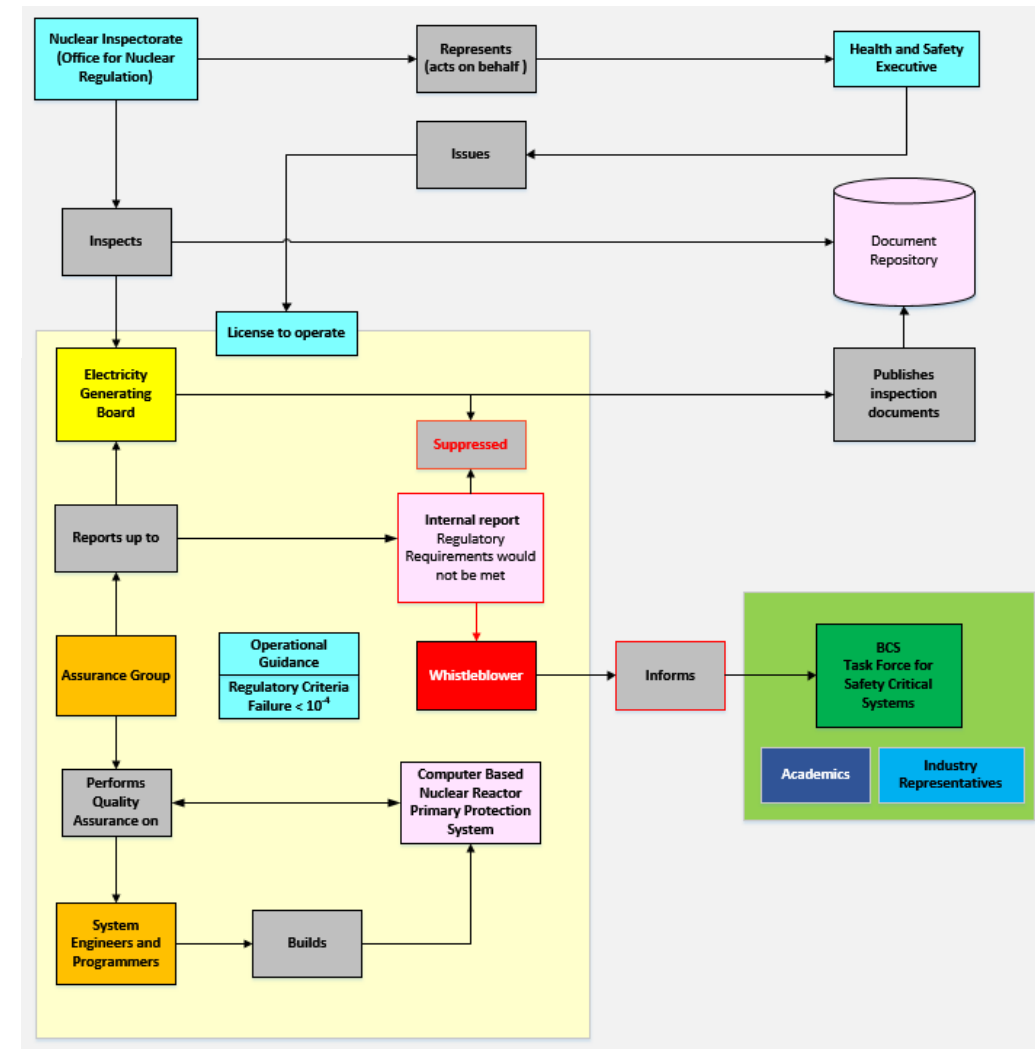 Nuclear Inspectorate
(Office for Nuclear
Regulation)
Represents
(acts on behalf )
Health and Safety
Executive
Issues
Inspects
Document
Repository
License to operate
Electricity
Generating
Board
Publishes
inspection
documents
Suppressed
Reports up to
Internal report
Regulatory
Requirements would
not be met
Assurance Group
Operational
Guidance
Regulatory Criteria
Failure < 10⁻⁴
Whistleblower
Informs
BCS
Task Force for
Safety Critical
Systems
Academics
Industry
Representatives
Performs
Quality
Assurance on
Computer Based
Nuclear Reactor
Primary Protection
System
System
Engineers and
Programmers
Builds